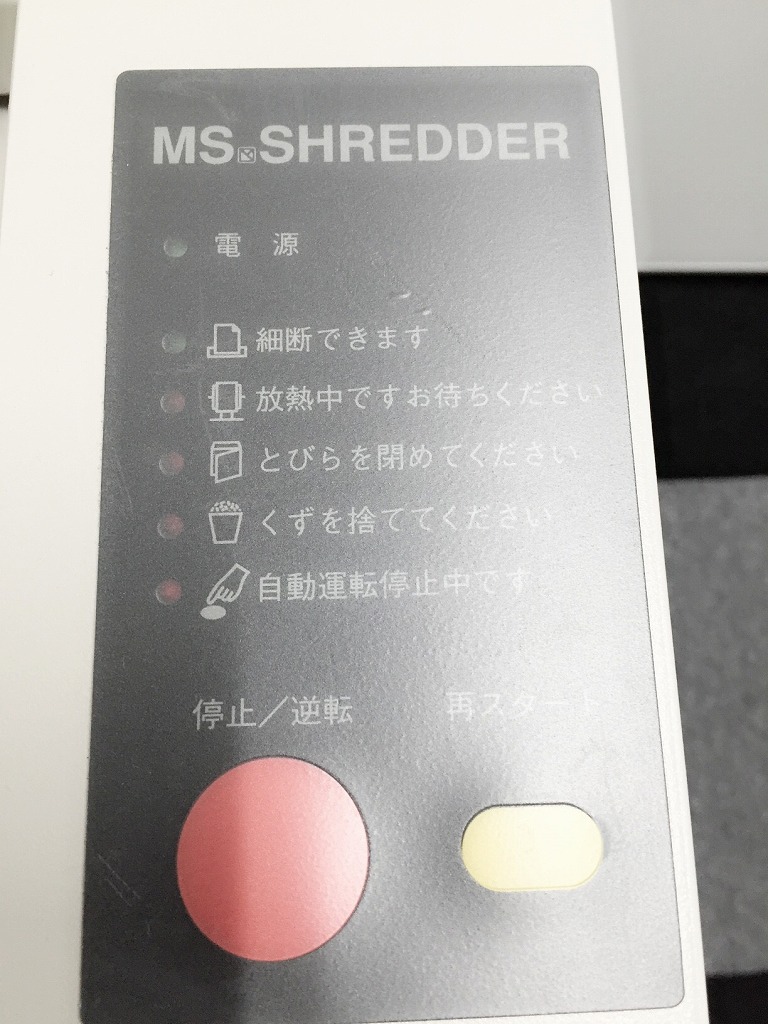 MS SHREDDER
電 源
細断できます
放熱中ですお待ちください
とびらを閉めてください
くずを捨ててください
自動運転停止中です
停止／逆転 再スタート